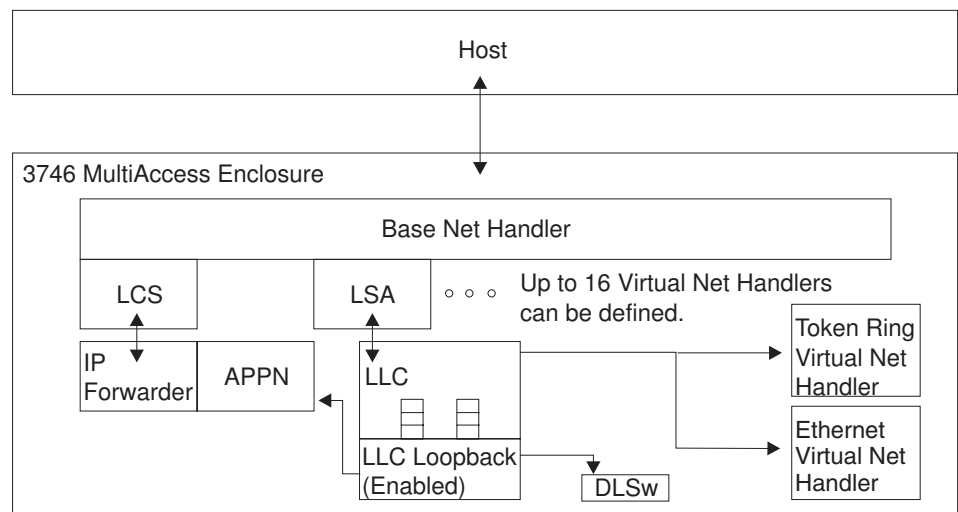 Host
3746 MultiAccess Enclosure
Base Net Handler
LCS
LSA
Up to 16 Virtual Net Handlers
can be defined.
IP
Forwarder
APPN
LLC
Token Ring
Virtual Net
Handler
LLC Loopback
(Enabled)
DLSw
Ethernet
Virtual Net
Handler